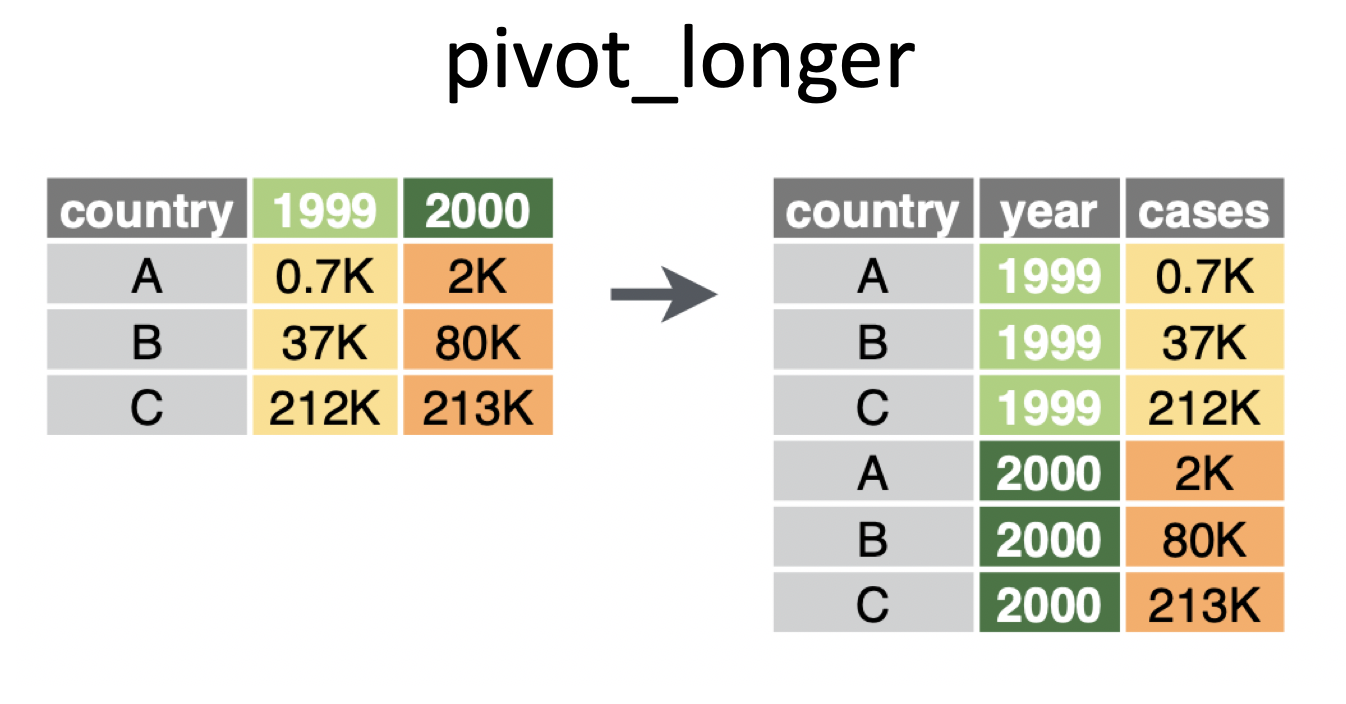 pivot_longer
country 1999 2000
A 0.7K 2K
B 37K 80K
C 212K 213K
country year cases
A 1999 0.7K
B 1999 37K
C 1999 212K
A 2000 2K
B 2000 80K
C 2000 213K